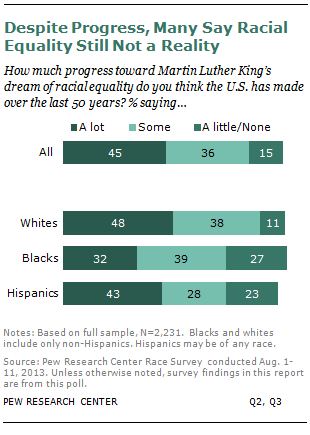 Despite Progress, Many Say Racial
Equality Still Not a Reality
How much progress toward Martin Luther King's
dream of racial equality do you think the U.S. has made
over the last 50 years? % saying...
A lot Some A little/None
All 45 36 15
Whites 48 38 11
Blacks 32 39 27
Hispanics 43 28 23
Notes: Based on full sample, N=2,231. Blacks and whites
include only non-Hispanics. Hispanics may be of any race.
Source: Pew Research Center Race Survey conducted Aug. 1-
11, 2013. Unless otherwise noted, survey findings in this report
are from this poll.
PEW RESEARCH CENTER Q2, Q3